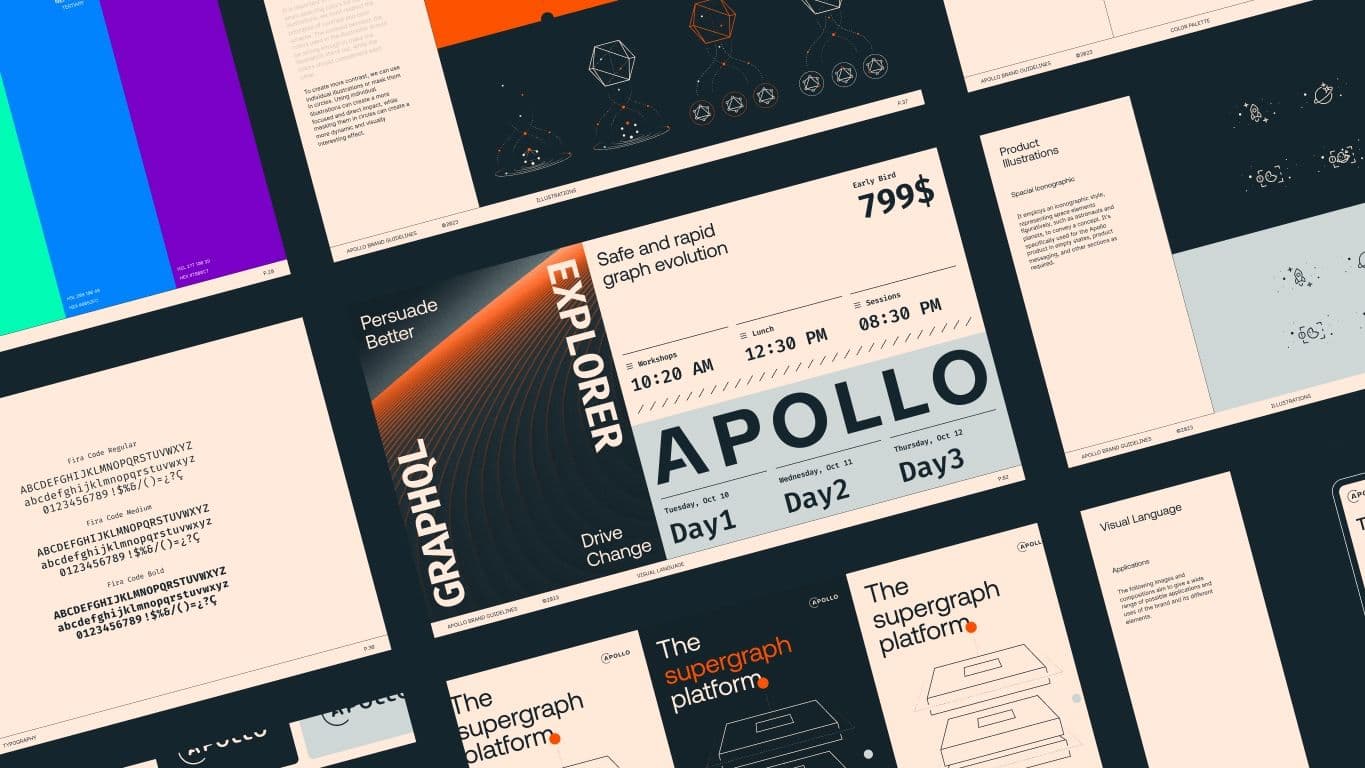 TERTIARY
P.28
To create more contrast, we can use
individual illustrations or mask them
in circles. Using individual
illustrations can create a more
focused and direct impact, while
masking them in circles can create a
more dynamic and visually
interesting effect.
APOLLO BRAND GUIDELINES
©2023
ILLUSTRATIONS
P.37
APOLLO BRAND GUIDELINES
©2023
COLOR PALETTE
Product
Illustrations
Spacial Iconographic
It employs an iconographic style,
representing space elements
figuratively, such as astronauts and
planets, to convey a concept. It's
specifically used for the Apollo
product in empty states, product
messaging, and other sections as
required.
APOLLO BRAND GUIDELINES
©2023
ILLUSTRATIONS
Persuade
Better
GRAPHQL
EXPLORER
Drive
Change
Safe and rapid
graph evolution
Early Bird
799$
Workshops
10:20 AM
Lunch
12:30 PM
Sessions
08:30 PM
APOLLO
Tuesday, Oct 10
Day1
Wednesday, Oct 11
Day2
Thursday, Oct 12
Day3
APOLLO BRAND GUIDELINES
©2023
VISUAL LANGUAGE
P.62
Fira Code Regular
ABCDEFGHIJKLMNOPQRSTUVWXYZ
abcdefghijklmnopqrstuvwxyz
0123456789!$%&/()=¿?Ç
Fira Code Medium
ABCDEFGHIJKLMNOPQRSTUVWXYZ
abcdefghijklmnopqrstuvwxyz
0123456789!$%&/()=¿?Ç
Fira Code Bold
ABCDEFGHIJKLMNOPQRSTUVWXYZ
abcdefghijklmnopqrstuvwxyz
0123456789!$%&/()=¿?Ç
TYPOGRAPHY
P.30
APOLLO
APOLLO
APOLLO
The
supergraph
platform
APOLLO
The
supergraph
platform
APOLL
The
supergraph
platform
Visual Language
Applications
The following images and
compositions aim to give a wide
range of possible applications and
uses of the brand and its different
elements.